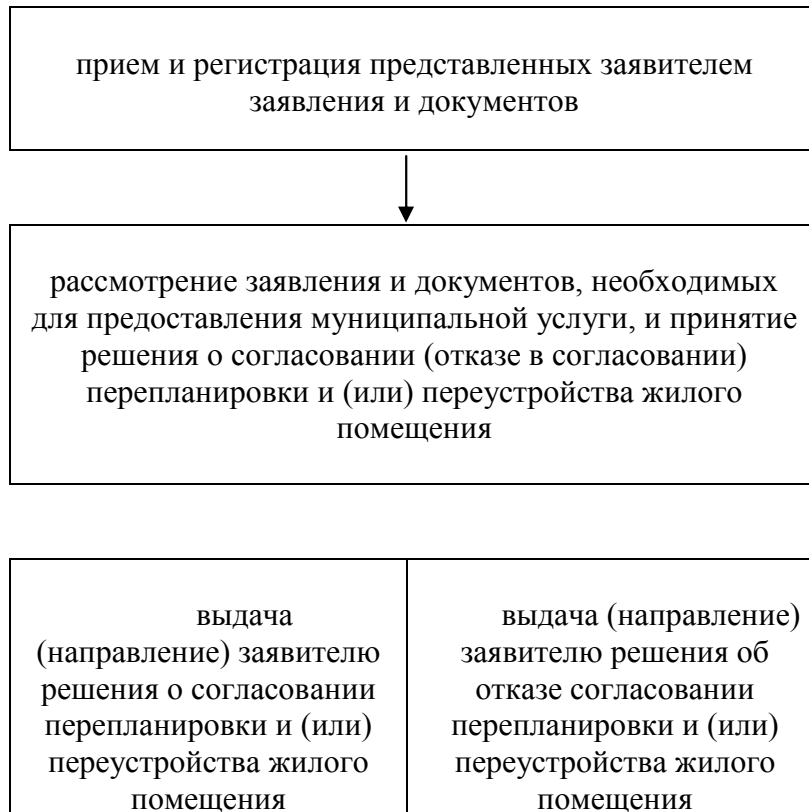 прием и регистрация представленных заявителем
заявления и документов
рассмотрение заявления и документов, необходимых
для предоставления муниципальной услуги, и принятие
решения о согласовании (отказе в согласовании)
перепланировки и (или) переустройства жилого
помещения
выдача
(направление) заявителю
решения о согласовании
перепланировки и (или)
переустройства жилого
помещения
выдача (направление)
заявителю решения об
отказе согласовании
перепланировки и (или)
переустройства жилого
помещения